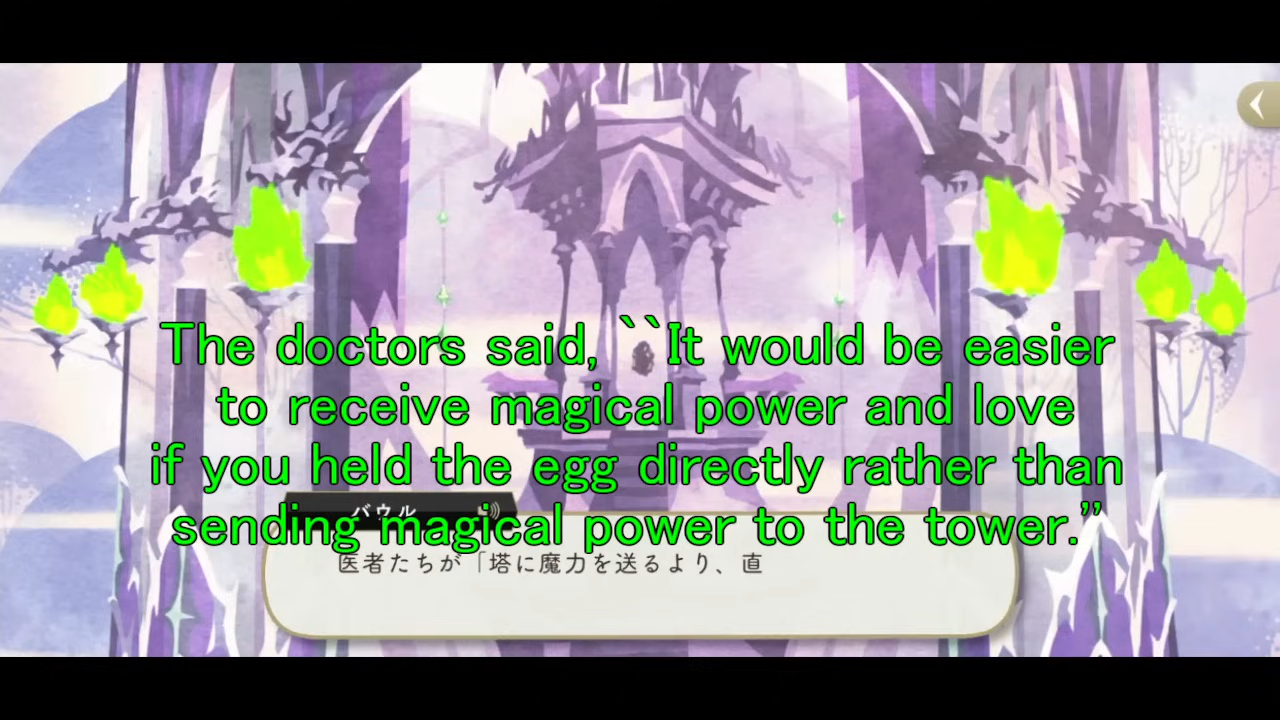 The doctors said, ``It would be easier
to receive magical power and love
if you held the egg directly rather than
sending magical power to the tower.”
バウル
医者たちが「塔に魔力を送るより、直